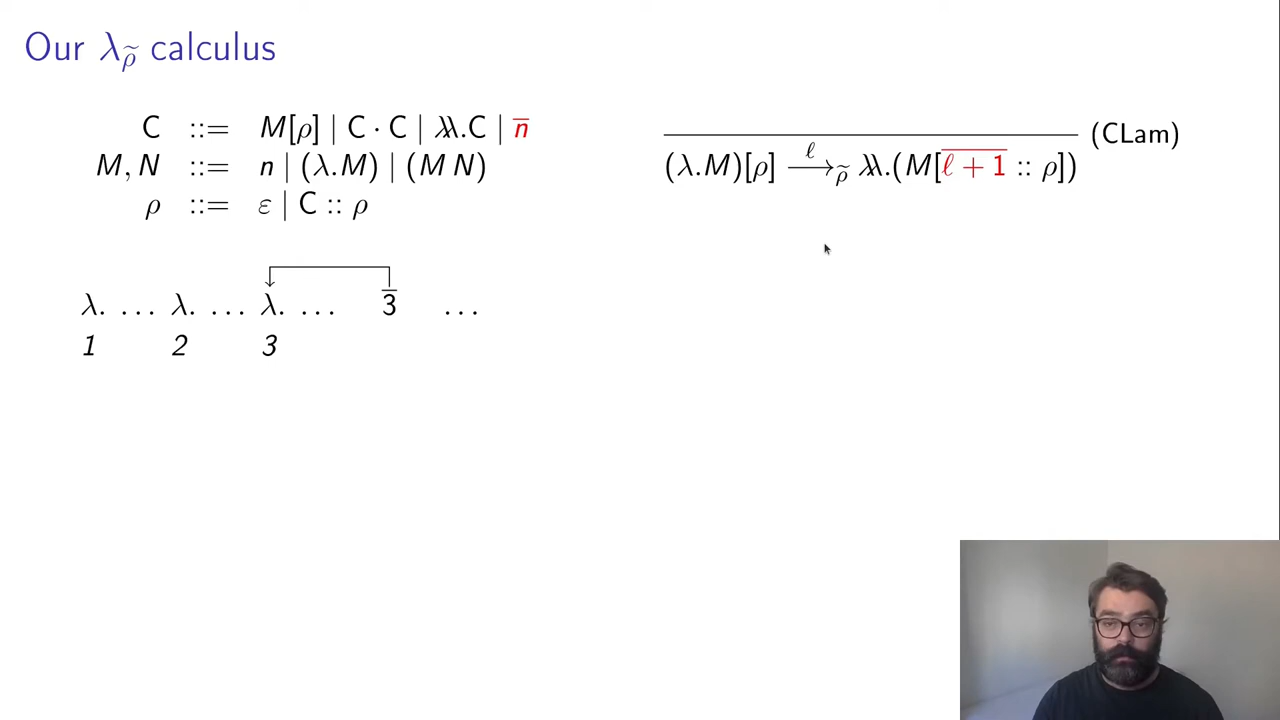 Our λ_ρ̃ calculus
C ::= M[ρ] | C · C | λλ.C | n̅
M, N ::= n | (λ.M) | (M N)
ρ ::= ε | C :: ρ
(λ.M)[ρ] —ℓ→_ρ̃ λλ.(M[ℓ + 1 :: ρ]) (CLam)
λ. … λ. … λ. … 3̅ …
1 2 3